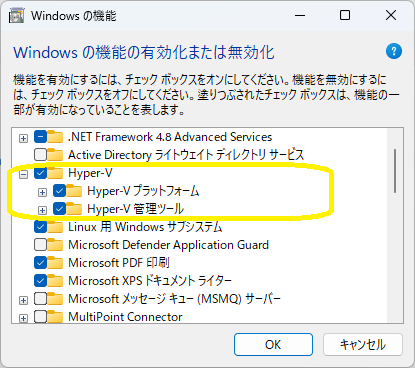 Windows の機能
Windows の機能の有効化または無効化
機能を有効にするには、チェック ボックスをオンにしてください。機能を無効にするに
は、チェック ボックスをオフにしてください。塗りつぶされたチェック ボックスは、機能の一
部が有効になっていることを表します。
.NET Framework 4.8 Advanced Services
Active Directory ライトウェイト ディレクトリ サービス
Hyper-V
Hyper-V プラットフォーム
Hyper-V 管理ツール
Linux 用 Windows サブシステム
Microsoft Defender Application Guard
Microsoft PDF 印刷
Microsoft XPS ドキュメント ライター
Microsoft メッセージ キュー (MSMQ) サーバー
MultiPoint Connector
OK
キャンセル